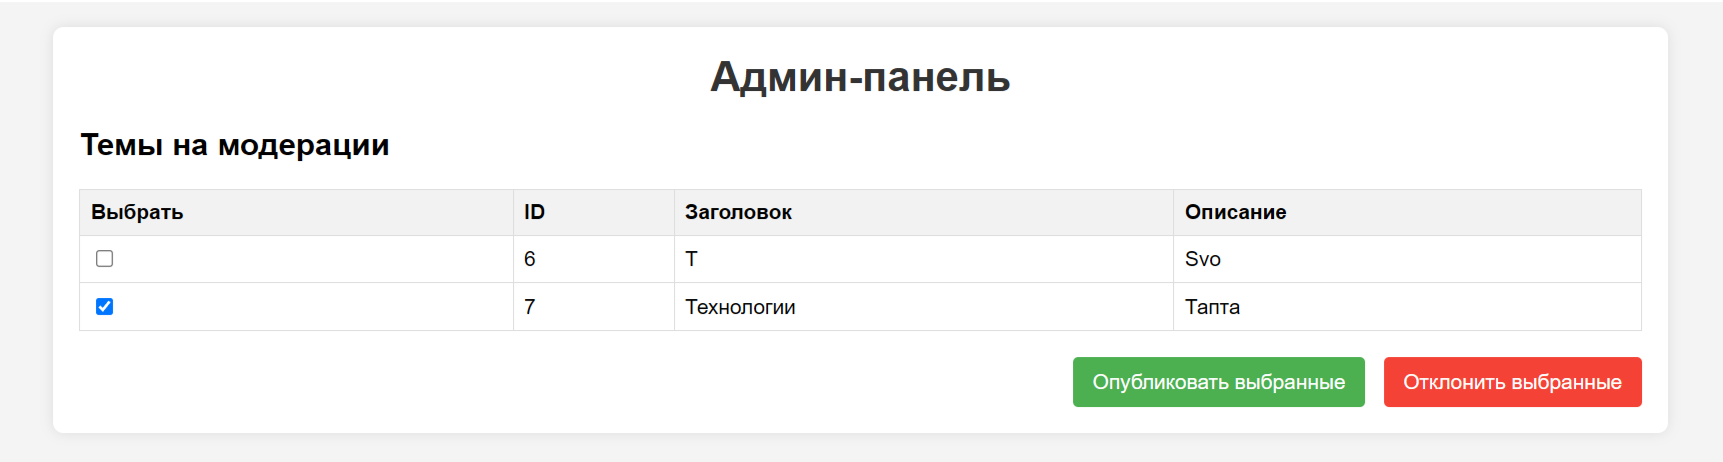 Админ-панель
Темы на модерации
Выбрать ID Заголовок Описание
6 Т Svo
7 Технологии Тапта
Опубликовать выбранные Отклонить выбранные